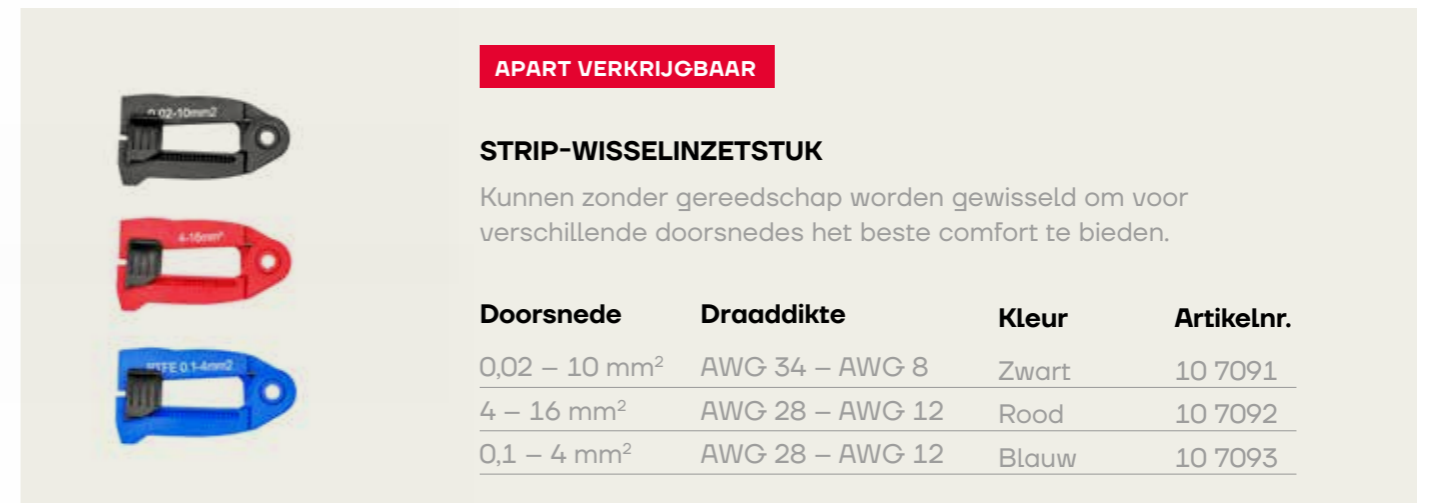 APART VERKRIJGBAAR
STRIP-WISSELINZETSTUK
Kunnen zonder gereedschap worden gewisseld om voor
verschillende doorsnedes het beste comfort te bieden.
Doorsnede Draaddikte Kleur Artikelnr.
0,02 – 10 mm² AWG 34 – AWG 8 Zwart 10 7091
4 – 16 mm² AWG 28 – AWG 12 Rood 10 7092
0,1 – 4 mm² AWG 28 – AWG 12 Blauw 10 7093
0.02-10mm2
4-16mm²
PTFE 0.1-4mm2